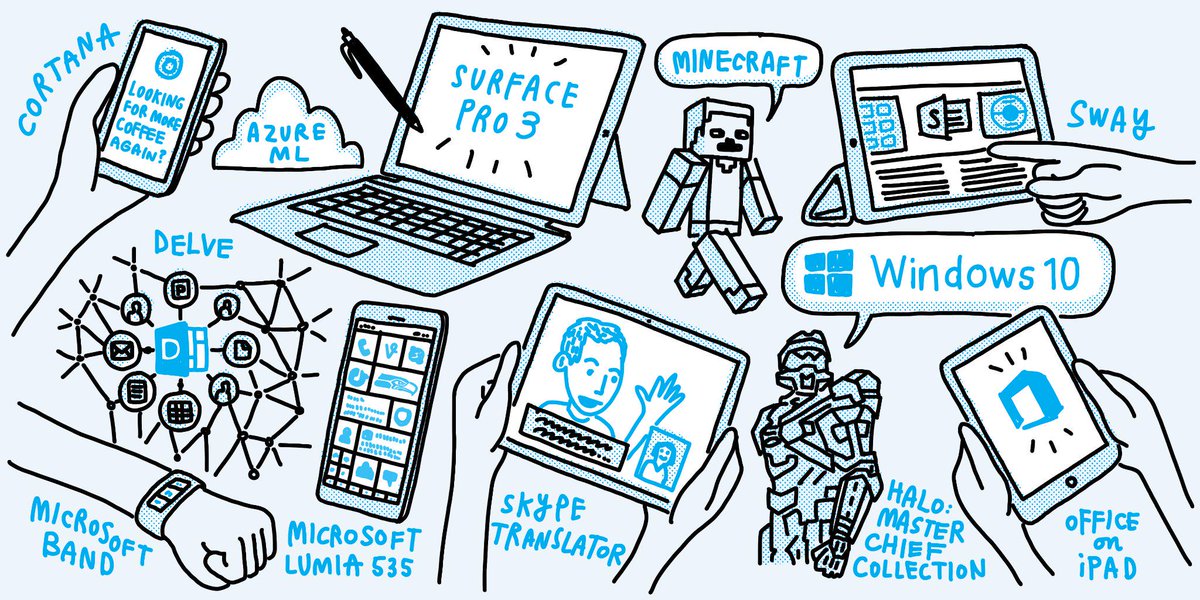 CORTANA
LOOKING
FOR MORE
COFFEE
AGAIN?
AZURE
ML
SURFACE
PRO 3
MINECRAFT
S
SWAY
DELVE
P
D
Windows 10
MICROSOFT
BAND
MICROSOFT
LUMIA 535
SKYPE
TRANSLATOR
HALO:
MASTER
CHIEF
COLLECTION
OFFICE
on
iPAD